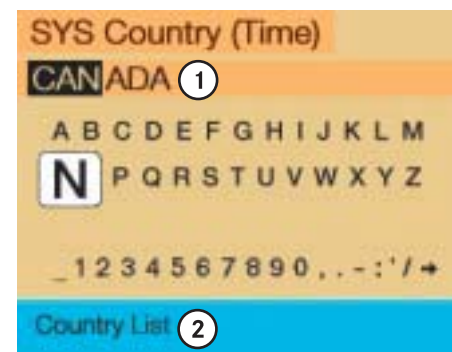 SYS Country (Time)
CANADA 1
A B C D E F G H I J K L M
N P Q R S T U V W X Y Z
_ 1 2 3 4 5 6 7 8 9 0 , . - : ' / →
Country List 2